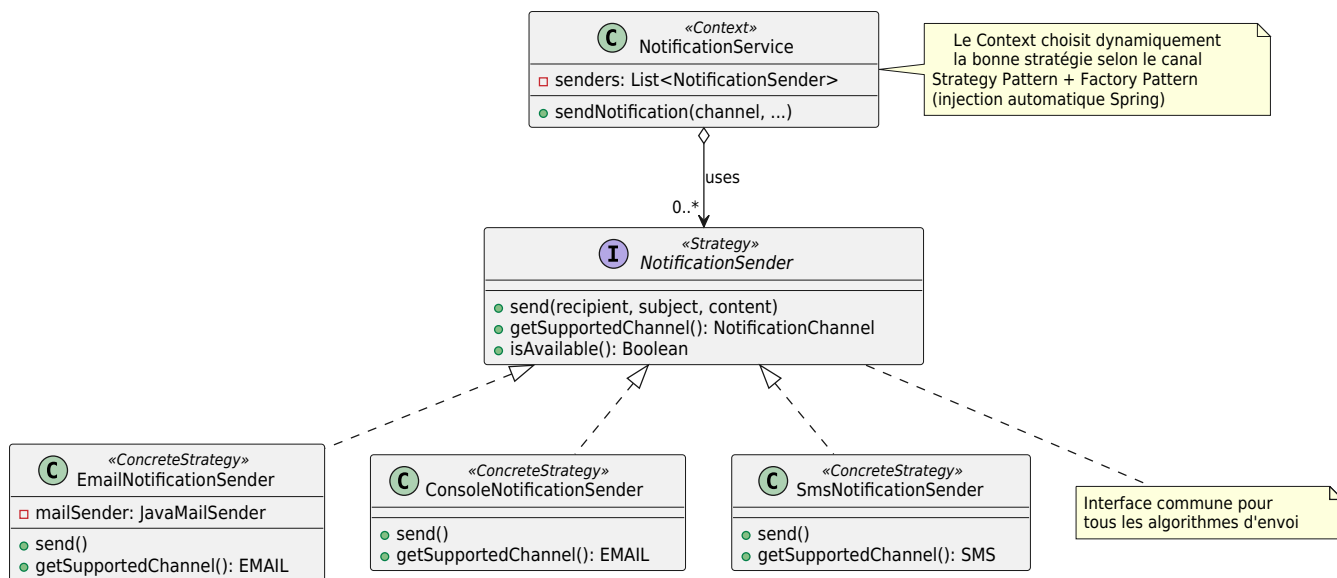 C
«Context»
NotificationService
senders: List<NotificationSender>
sendNotification(channel, ...)
Le Context choisit dynamiquement
la bonne stratégie selon le canal
Strategy Pattern + Factory Pattern
(injection automatique Spring)
uses
0..*
I
«Strategy»
NotificationSender
send(recipient, subject, content)
getSupportedChannel(): NotificationChannel
isAvailable(): Boolean
C
«ConcreteStrategy»
EmailNotificationSender
mailSender: JavaMailSender
send()
getSupportedChannel(): EMAIL
C
«ConcreteStrategy»
ConsoleNotificationSender
send()
getSupportedChannel(): EMAIL
C
«ConcreteStrategy»
SmsNotificationSender
send()
getSupportedChannel(): SMS
Interface commune pour
tous les algorithmes d'envoi